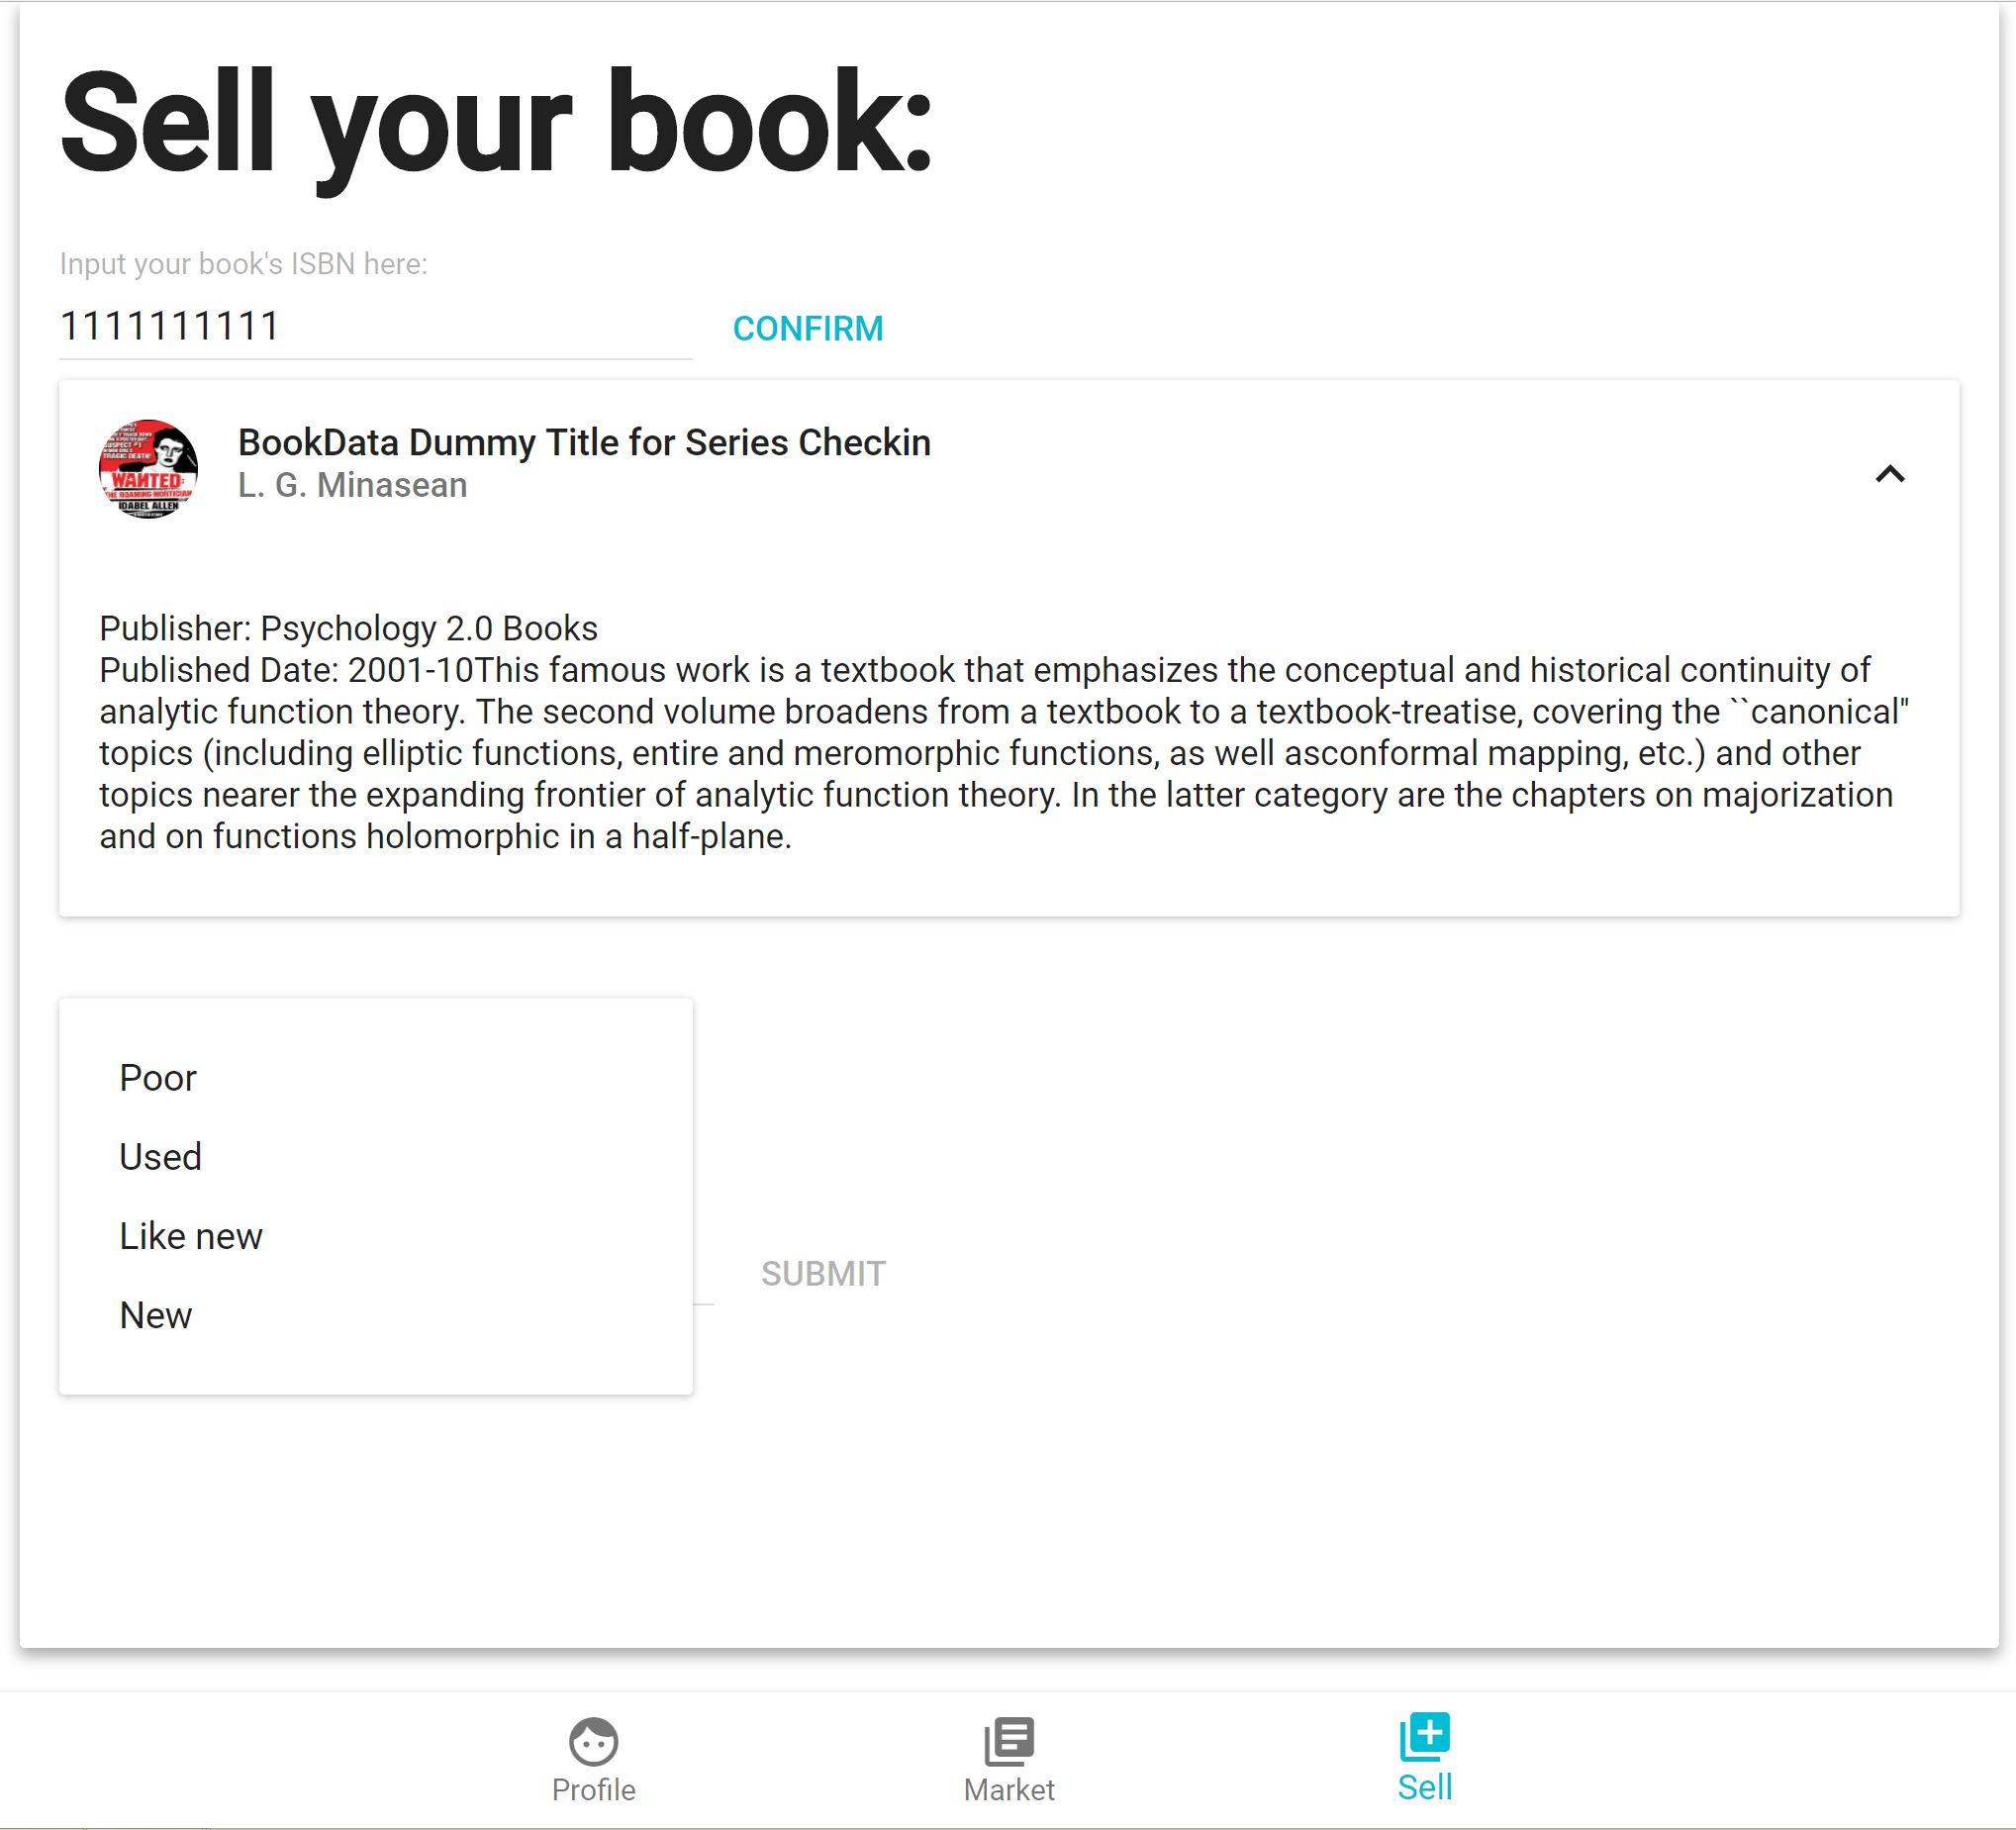 Sell your book:
Input your book's ISBN here:
1111111111
CONFIRM
WANTED:
THE ROAMING MORTICIAN
IDABEL ALLEN
BookData Dummy Title for Series Checkin
L. G. Minasean
Publisher: Psychology 2.0 Books
Published Date: 2001-10This famous work is a textbook that emphasizes the conceptual and historical continuity of
analytic function theory. The second volume broadens from a textbook to a textbook-treatise, covering the ``canonical"
topics (including elliptic functions, entire and meromorphic functions, as well asconformal mapping, etc.) and other
topics nearer the expanding frontier of analytic function theory. In the latter category are the chapters on majorization
and on functions holomorphic in a half-plane.
Poor
Used
Like new
New
SUBMIT
Profile
Market
Sell